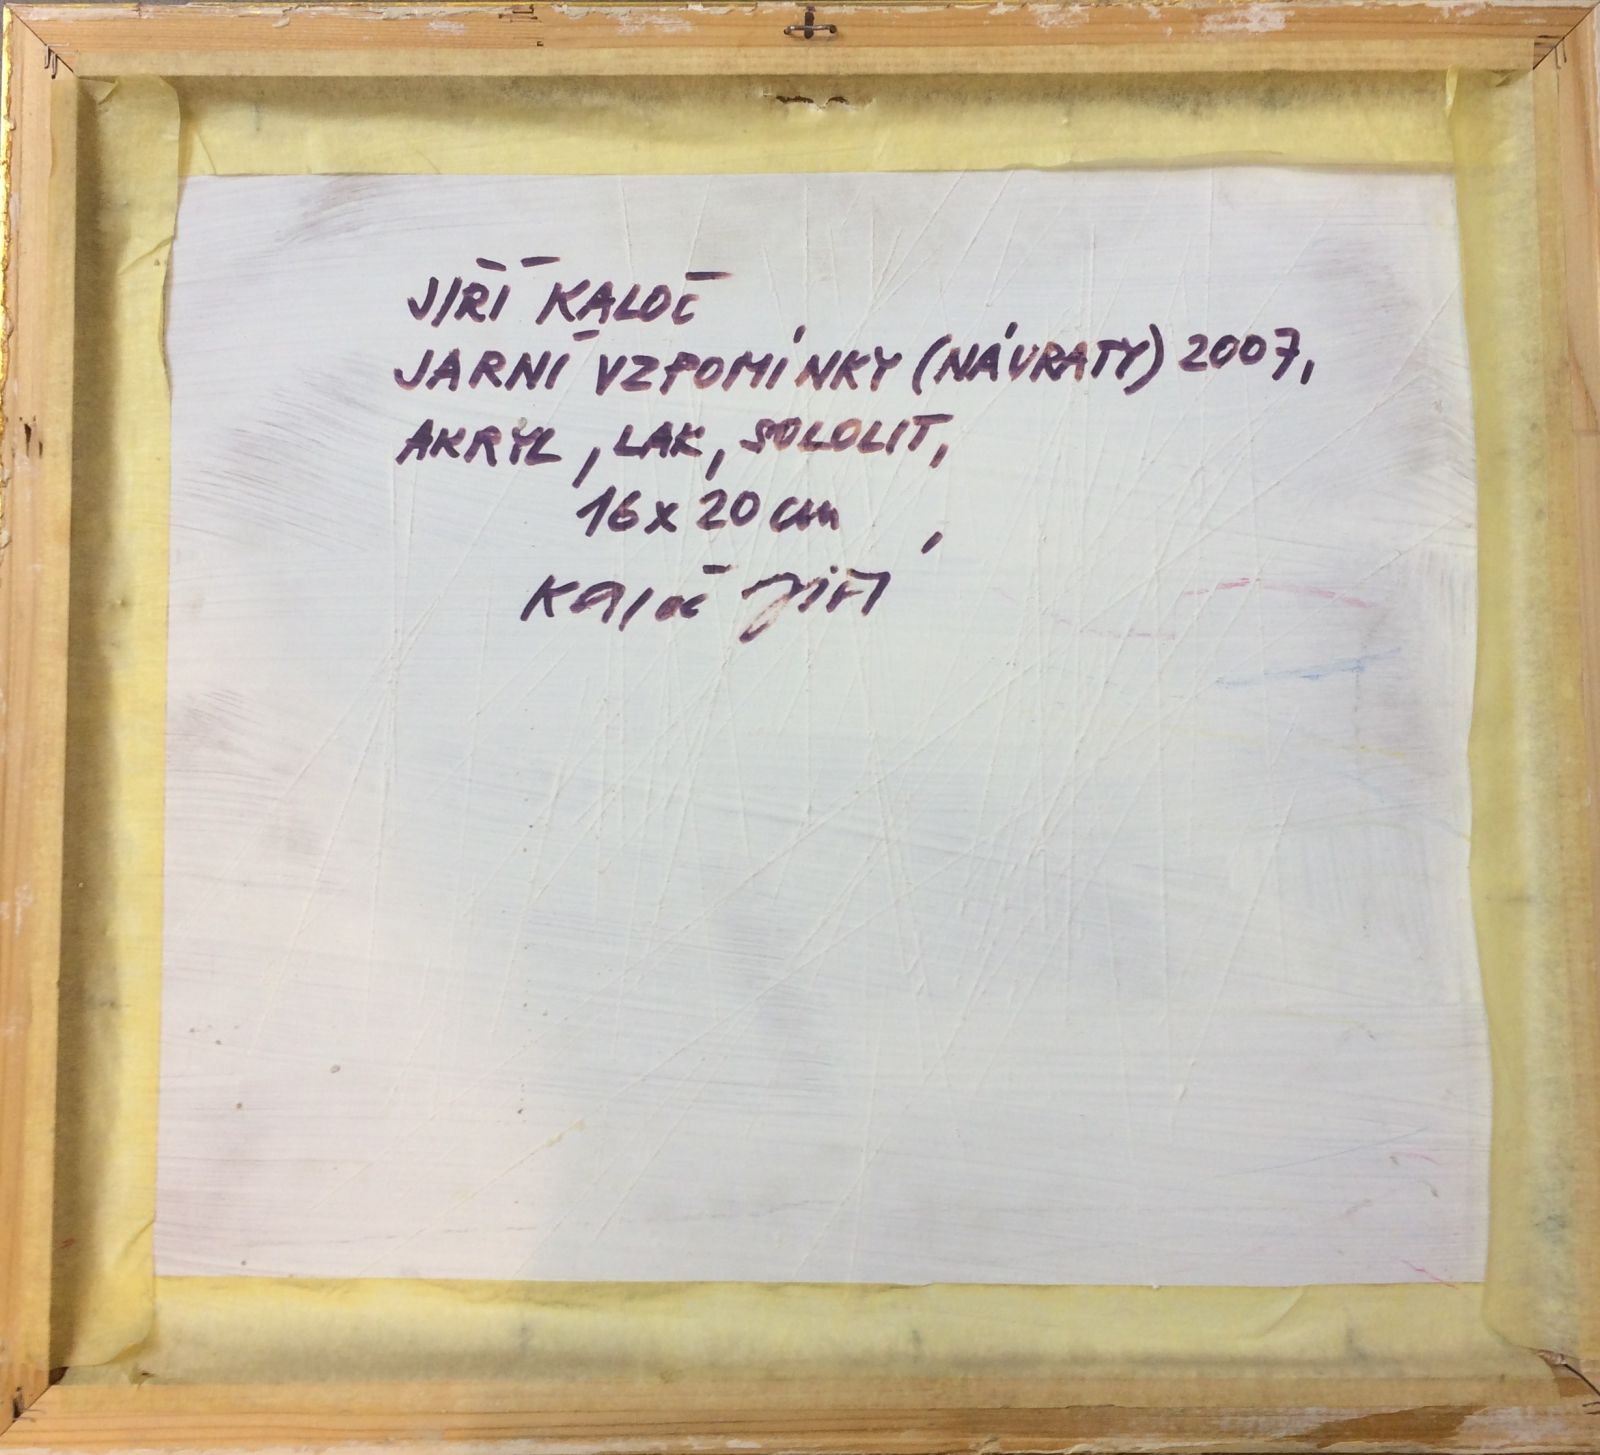 JIŘÍ KALOČ
JARNÍ VZPOMÍNKY (NÁVRATY) 2007,
AKRYL, LAK, SOLOLIT,
16 x 20 cm
Kaloč Jiří